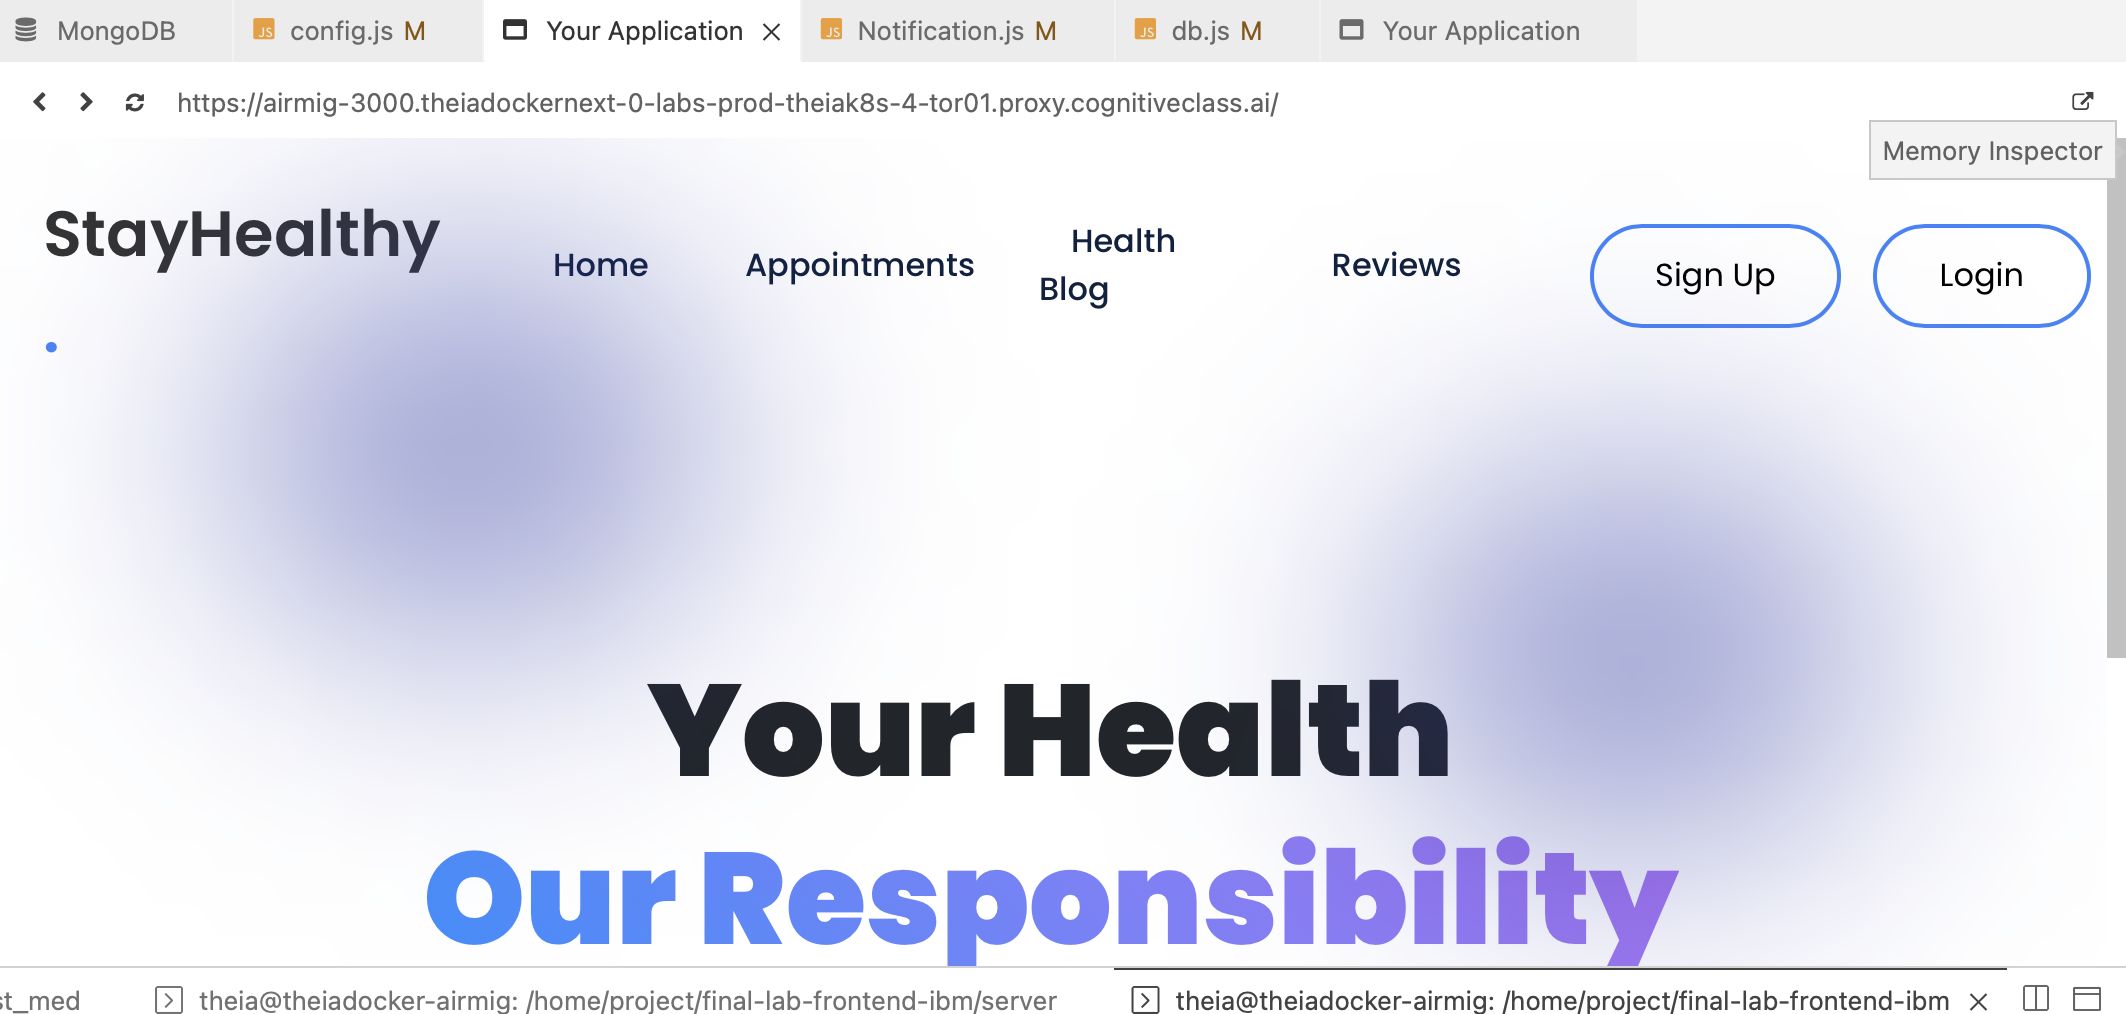 MongoDB
config.js M
Your Application
Notification.js M
db.js M
Your Application
https://airmig-3000.theiadockernext-0-labs-prod-theiak8s-4-tor01.proxy.cognitiveclass.ai/
Memory Inspector
StayHealthy
Home
Appointments
Health
Blog
Reviews
Sign Up
Login
Your Health
Our Responsibility
st_med
theia@theiadocker-airmig: /home/project/final-lab-frontend-ibm/server
theia@theiadocker-airmig: /home/project/final-lab-frontend-ibm